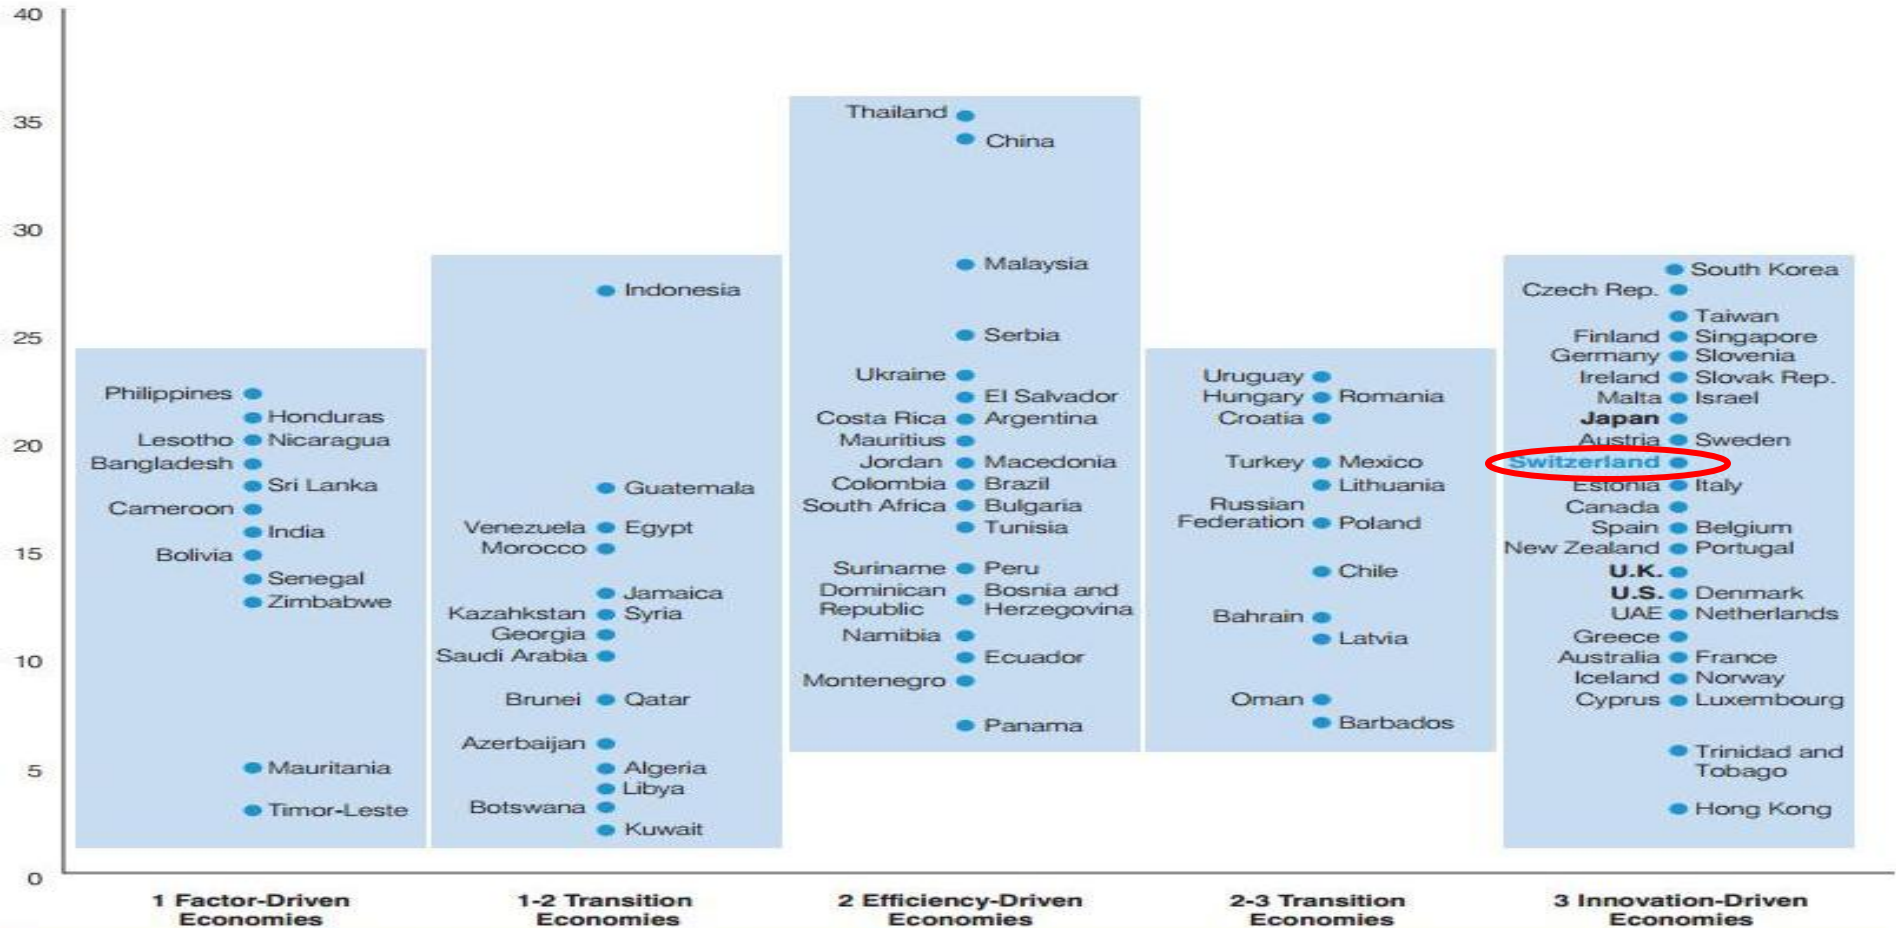 40
35
30
25
20
15
10
5
0
Philippines
Honduras
Lesotho Nicaragua
Bangladesh
Sri Lanka
Cameroon
India
Bolivia
Senegal
Zimbabwe
Mauritania
Timor-Leste
1 Factor-Driven
Economies
Indonesia
Guatemala
Venezuela Egypt
Morocco
Jamaica
Kazahkstan Syria
Georgia
Saudi Arabia
Brunei Qatar
Azerbaijan
Algeria
Libya
Botswana
Kuwait
1-2 Transition
Economies
Thailand
China
Malaysia
Serbia
Ukraine
El Salvador
Costa Rica Argentina
Mauritius
Jordan Macedonia
Colombia Brazil
South Africa Bulgaria
Tunisia
Suriname Peru
Dominican Bosnia and
Republic Herzegovina
Namibia
Ecuador
Montenegro
Panama
2 Efficiency-Driven
Economies
Uruguay
Hungary Romania
Croatia
Turkey Mexico
Lithuania
Russian
Federation Poland
Chile
Bahrain
Latvia
Oman
Barbados
2-3 Transition
Economies
South Korea
Czech Rep.
Taiwan
Finland Singapore
Germany Slovenia
Ireland Slovak Rep.
Malta Israel
Japan
Austria Sweden
Switzerland
Estonia Italy
Canada
Spain Belgium
New Zealand Portugal
U.K.
U.S. Denmark
UAE Netherlands
Greece
Australia France
Iceland Norway
Cyprus Luxembourg
Trinidad and
Tobago
Hong Kong
3 Innovation-Driven
Economies